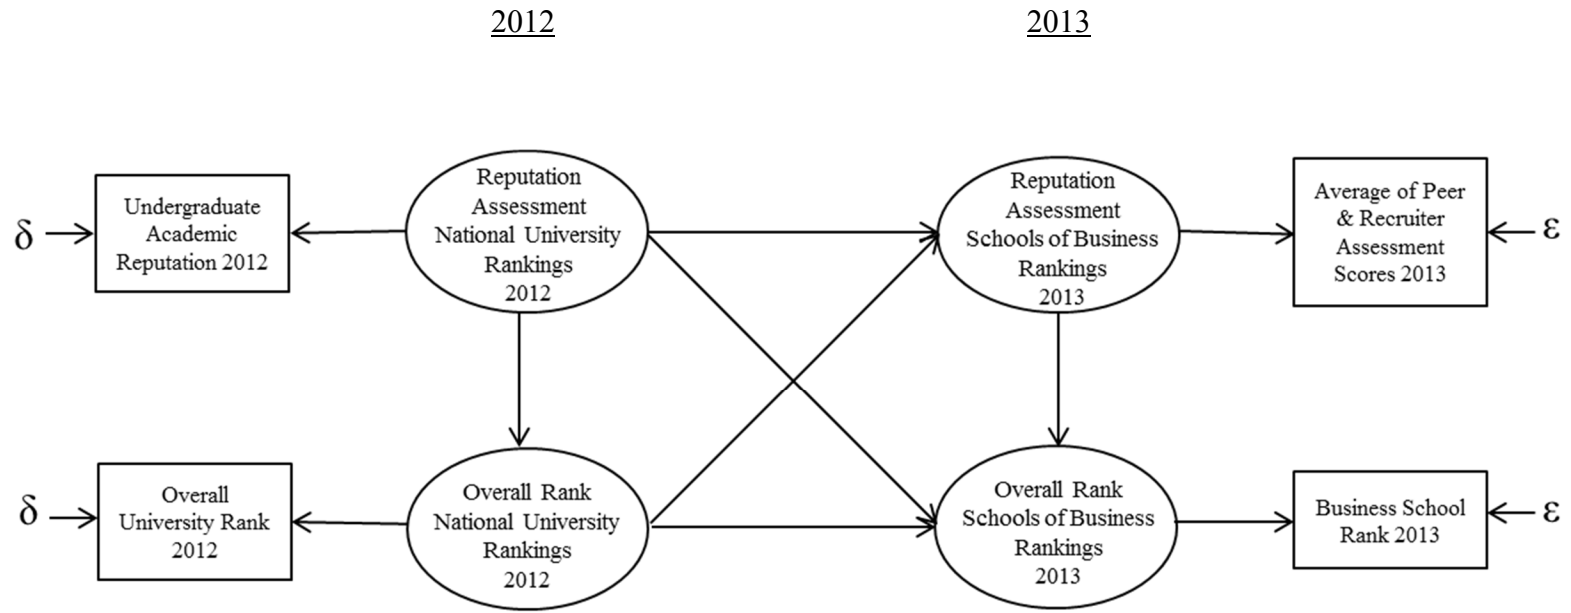 2012
2013
Undergraduate
Academic
Reputation 2012
δ
Reputation
Assessment
National University
Rankings
2012
Reputation
Assessment
Schools of Business
Rankings
2013
Average of Peer
& Recruiter
Assessment
Scores 2013
ε
δ
Overall
University Rank
2012
Overall Rank
National University
Rankings
2012
Overall Rank
Schools of Business
Rankings
2013
Business School
Rank 2013
ε